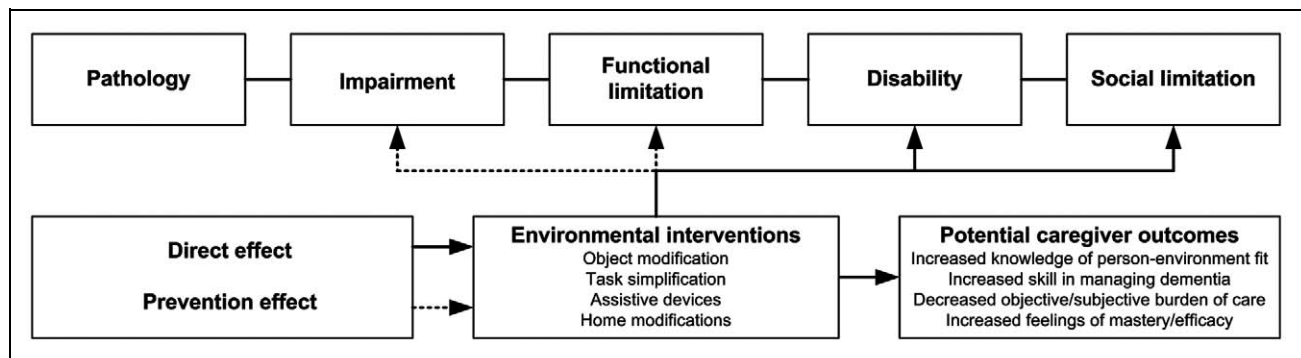 Pathology
Impairment
Functional
limitation
Disability
Social limitation
Direct effect
Prevention effect
Environmental interventions
Object modification
Task simplification
Assistive devices
Home modifications
Potential caregiver outcomes
Increased knowledge of person-environment fit
Increased skill in managing dementia
Decreased objective/subjective burden of care
Increased feelings of mastery/efficacy